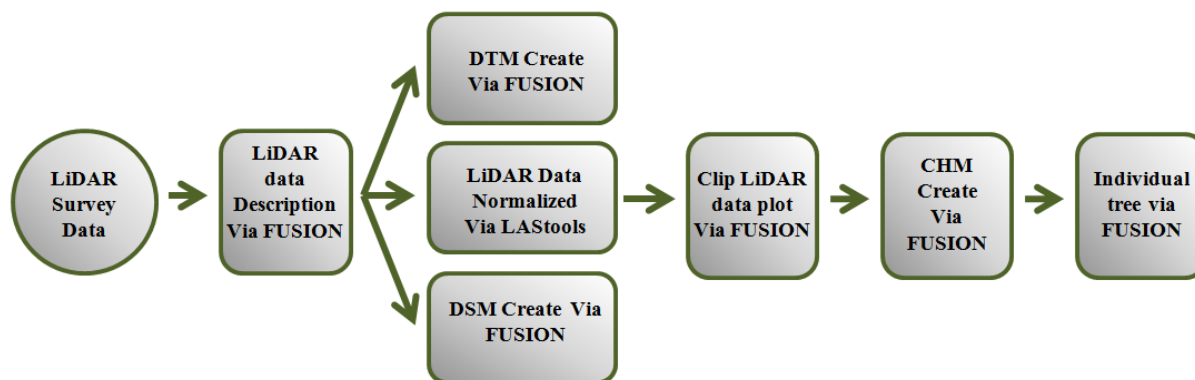 LiDAR
Survey
Data
LiDAR
data
Description
Via FUSION
DTM Create
Via FUSION
LiDAR Data
Normalized
Via LAStools
DSM Create Via
FUSION
Clip LiDAR
data plot
Via FUSION
CHM
Create
Via
FUSION
Individual
tree via
FUSION